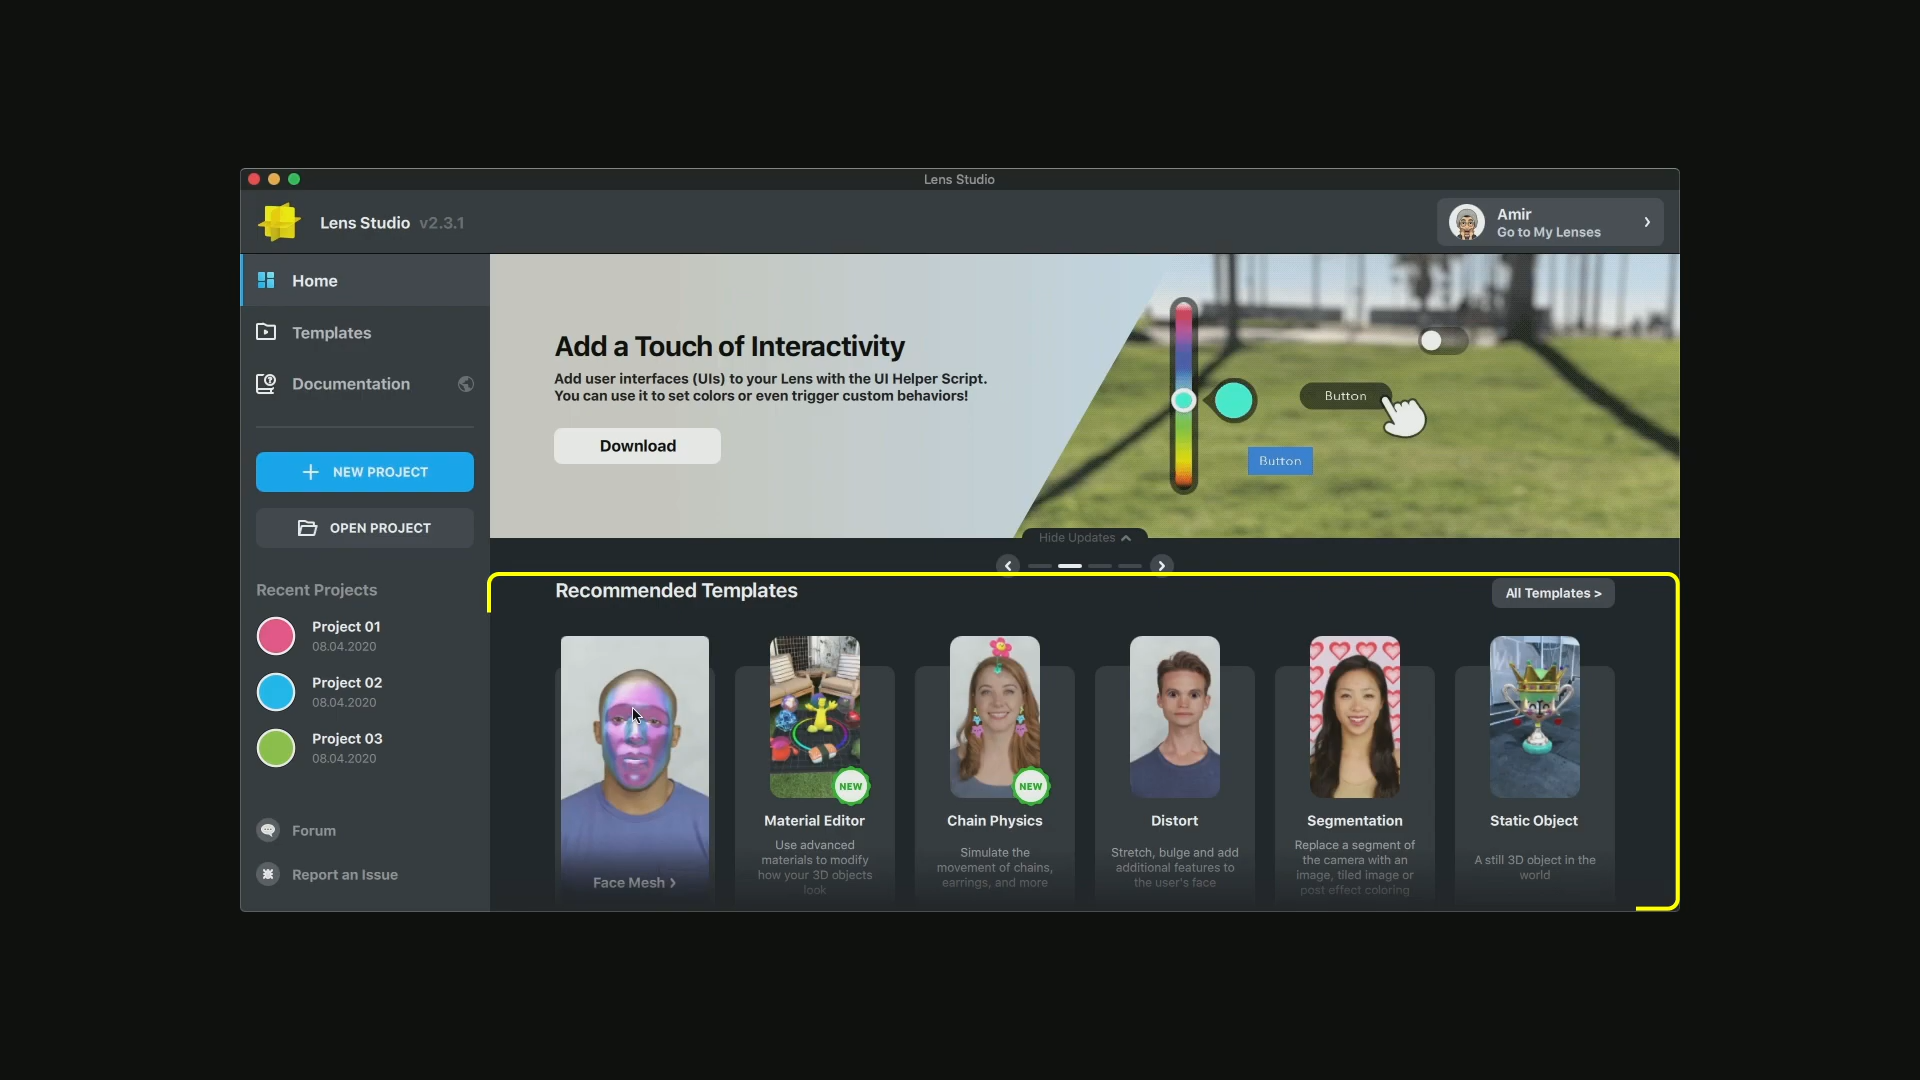 Lens Studio
Lens Studio v2.3.1
Amir
Go to My Lenses
Home
Templates
Documentation
NEW PROJECT
OPEN PROJECT
Recent Projects
Project 01
08.04.2020
Project 02
08.04.2020
Project 03
08.04.2020
Forum
Report an Issue
Add a Touch of Interactivity
Add user interfaces (UIs) to your Lens with the UI Helper Script.
You can use it to set colors or even trigger custom behaviors!
Download
Button
Button
Hide Updates
Recommended Templates
All Templates >
Face Mesh >
NEW
Material Editor
Use advanced
materials to modify
how your 3D objects
look
NEW
Chain Physics
Simulate the
movement of chains,
earrings, and more
Distort
Stretch, bulge and add
additional features to
the user's face
Segmentation
Replace a segment of
the camera with an
image, tiled image or
post effect coloring
Static Object
A still 3D object in the
world